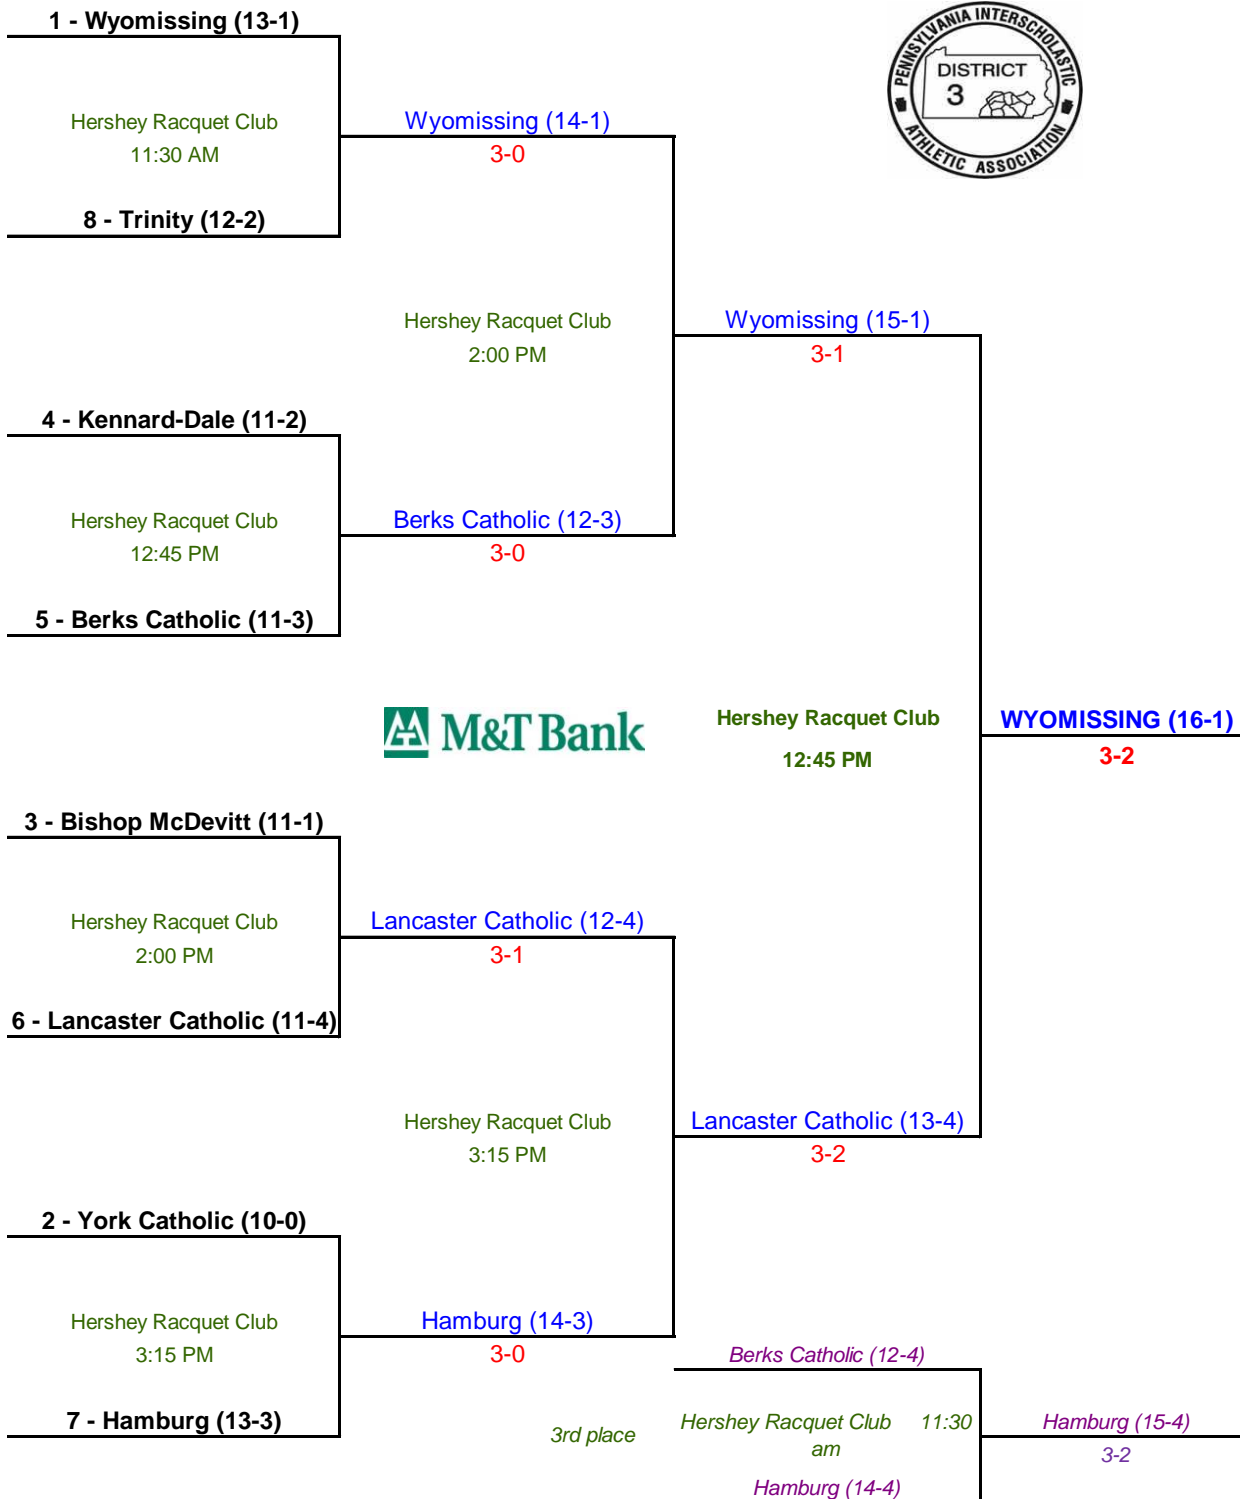 1 - Wyomissing (13-1)
PENNSYLVANIA INTERSCHOLASTIC
ATHLETIC ASSOCIATION
DISTRICT
3
Hershey Racquet Club
11:30 AM
Wyomissing (14-1)
3-0
8 - Trinity (12-2)
Hershey Racquet Club
2:00 PM
Wyomissing (15-1)
3-1
4 - Kennard-Dale (11-2)
Hershey Racquet Club
12:45 PM
Berks Catholic (12-3)
3-0
5 - Berks Catholic (11-3)
M&T Bank
Hershey Racquet Club
12:45 PM
WYOMISSING (16-1)
3-2
3 - Bishop McDevitt (11-1)
Hershey Racquet Club
2:00 PM
Lancaster Catholic (12-4)
3-1
6 - Lancaster Catholic (11-4)
Hershey Racquet Club
3:15 PM
Lancaster Catholic (13-4)
3-2
2 - York Catholic (10-0)
Hershey Racquet Club
3:15 PM
Hamburg (14-3)
3-0
7 - Hamburg (13-3)
Berks Catholic (12-4)
3rd place
Hershey Racquet Club 11:30
am
Hamburg (15-4)
3-2
Hamburg (14-4)